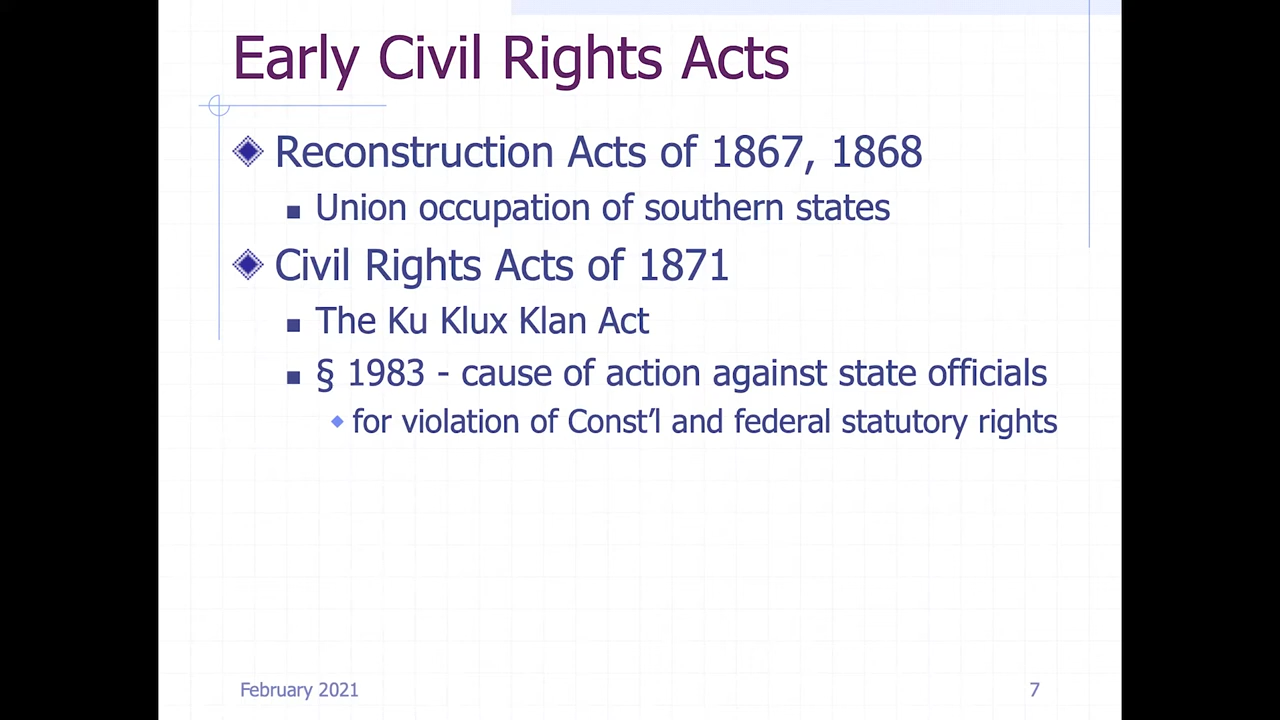 Early Civil Rights Acts
Reconstruction Acts of 1867, 1868
Union occupation of southern states
Civil Rights Acts of 1871
The Ku Klux Klan Act
§ 1983 - cause of action against state officials
for violation of Const’l and federal statutory rights
February 2021
7